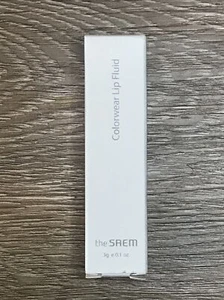 Colorwear Lip Fluid
the SAEM
3g e 0.1 oz.